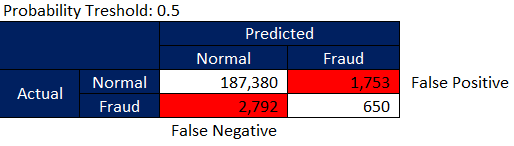 Probability Treshold: 0.5
Predicted
Normal Fraud
Actual Normal 187,380 1,753 False Positive
Fraud 2,792 650
False Negative